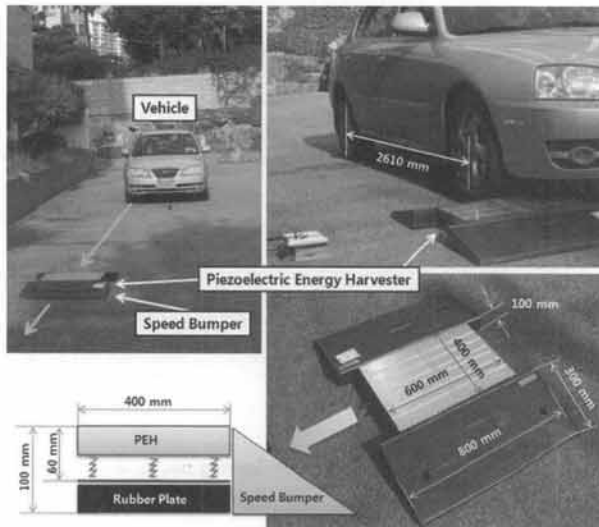 Vehicle
2610 mm
Piezoelectric Energy Harvester
Speed Bumper
100 mm
400 mm
600 mm
300 mm
800 mm
400 mm
PEH
100 mm
60 mm
Rubber Plate
Speed Bumper